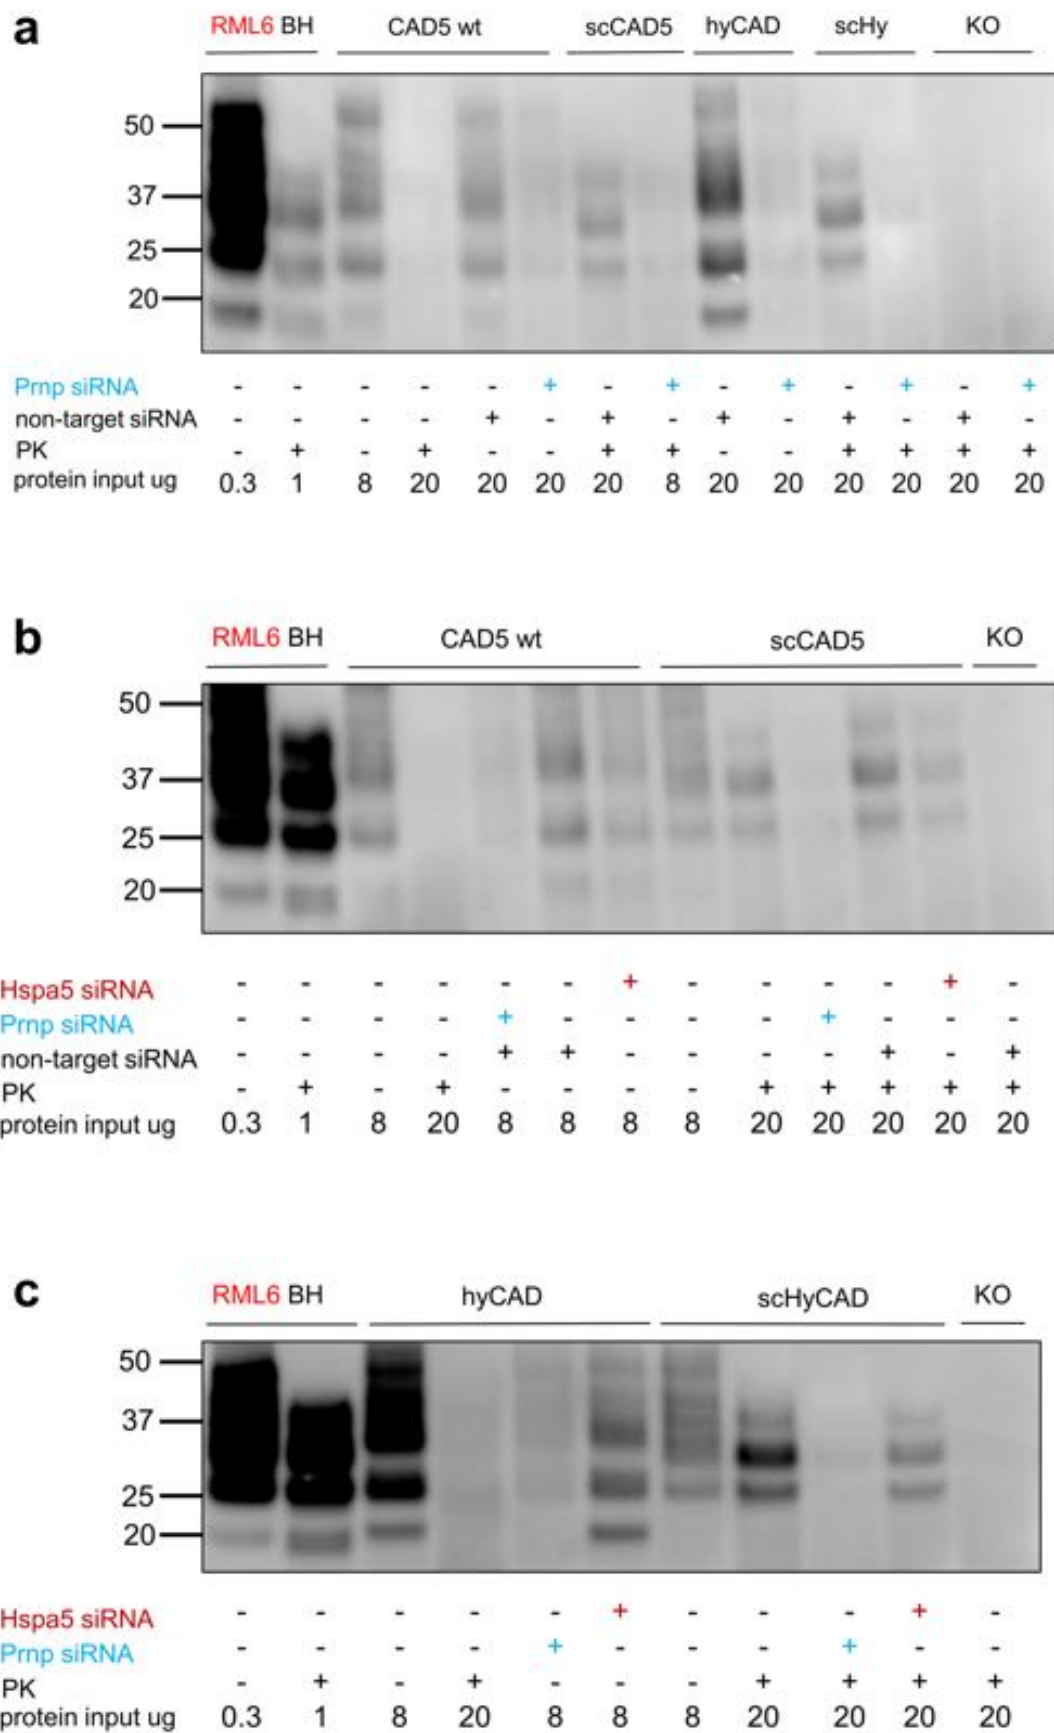 a
RML6 BH CAD5 wt scCAD5 hyCAD scHy KO
50
37
25
20
Prnp siRNA - - - - - + - + - + - + - +
non-target siRNA - - - - + - + - + - + - + -
PK - + - + - - + + - - + + + +
protein input ug 0.3 1 8 20 20 20 20 8 20 20 20 20 20 20
b
RML6 BH CAD5 wt scCAD5 KO
50
37
25
20
Hspa5 siRNA - - - - - - + - - - - + -
Prnp siRNA - - - - + - - - - + - - -
non-target siRNA - - - - + + - - - - + - +
PK - + - + - - - - + + + + +
protein input ug 0.3 1 8 20 8 8 8 8 20 20 20 20 20
c
RML6 BH hyCAD scHyCAD KO
50
37
25
20
Hspa5 siRNA - - - - - + - - - + -
Prnp siRNA - - - - + - - - + - -
PK - + - + - - - + + + +
protein input ug 0.3 1 8 20 8 8 8 20 20 20 20